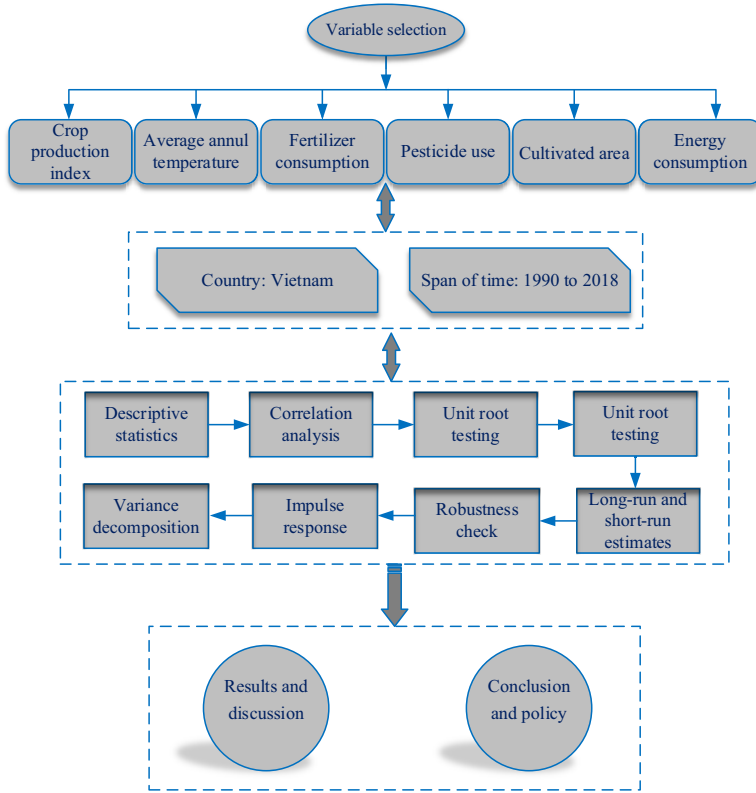 Variable selection
Crop
production
index
Average annul
temperature
Fertilizer
consumption
Pesticide use
Cultivated area
Energy
consumption
Country: Vietnam
Span of time: 1990 to 2018
Descriptive
statistics
Correlation
analysis
Unit root
testing
Unit root
testing
Long-run and
short-run
estimates
Robustness
check
Impulse
response
Variance
decomposition
Results and
discussion
Conclusion
and policy